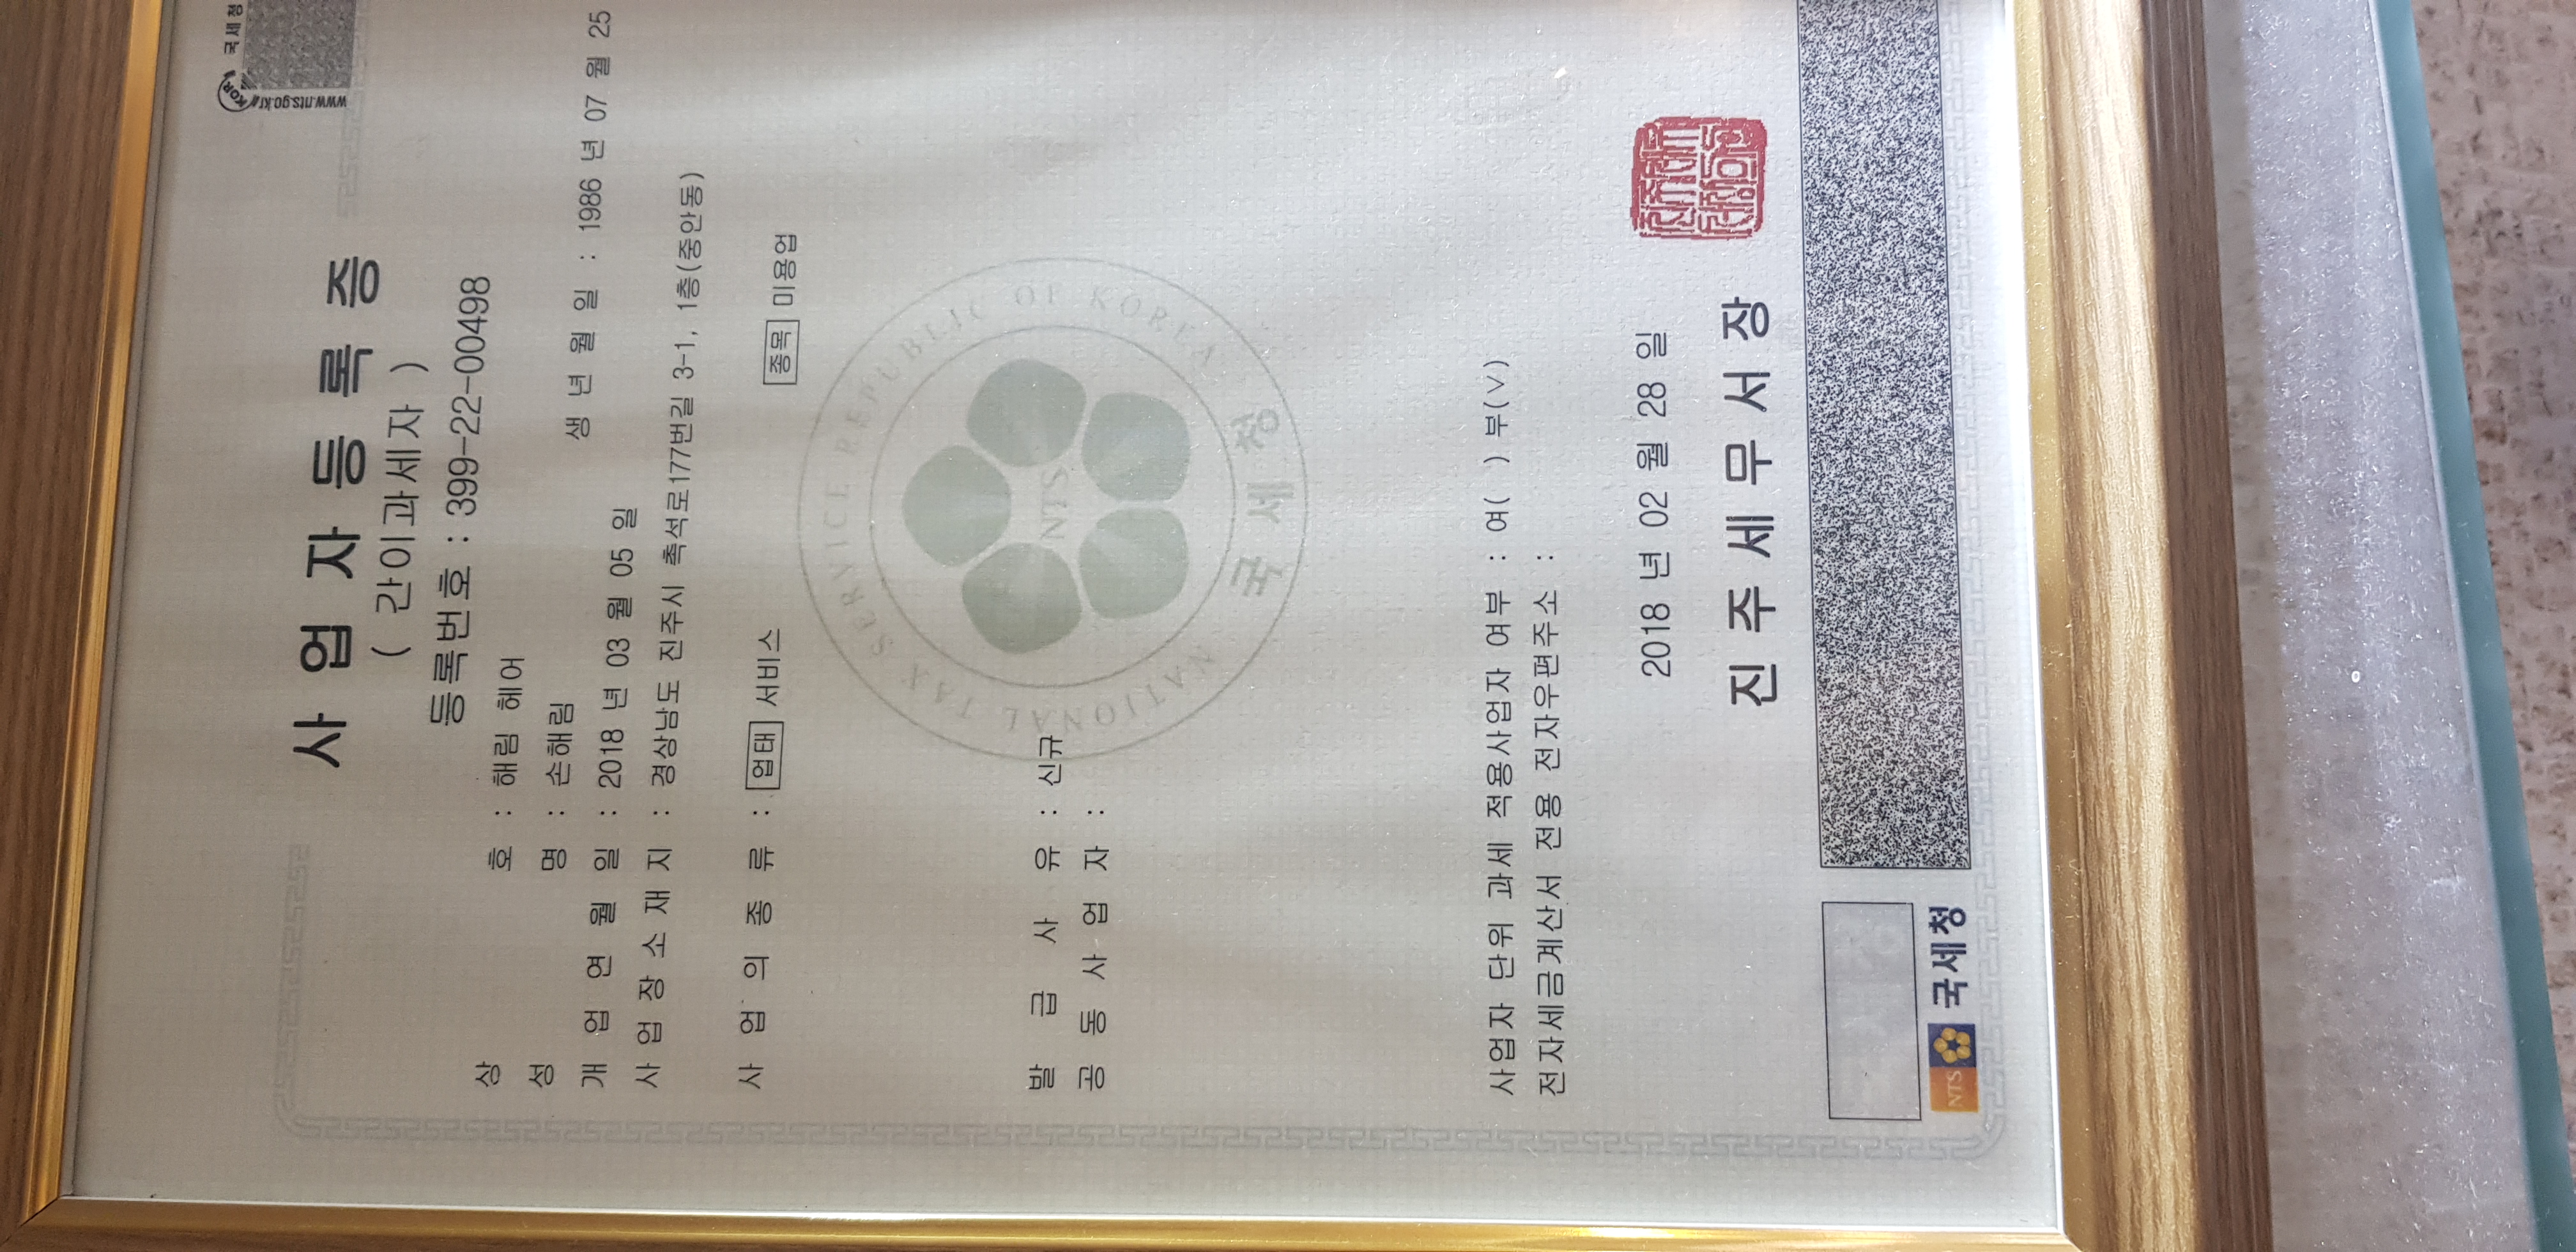 국세청
KOR
www.nts.go.kr
사업자등록증
( 간이과세자 )
등록번호 : 399-22-00498
상 호 : 해림 헤어
성 명 : 손해림 생 년 월 일 : 1986 년 07 월 25
개 업 연 월 일 : 2018 년 03 월 05 일
사 업 장 소 재 지 : 경상남도 진주시 촉석로177번길 3-1, 1층(중안동)
사 업 의 종 류 : 업태 서비스 종목 미용업
NATIONAL TAX SERVICE REPUBLIC OF KOREA
NTS
국세청
발 급 사 유 : 신규
공 동 사 업 자 :
사업자 단위 과세 적용사업자 여부 : 여( ) 부(∨)
전자세금계산서 전용 전자우편주소 :
2018 년 02 월 28 일
진주세무서장
NTS 국세청